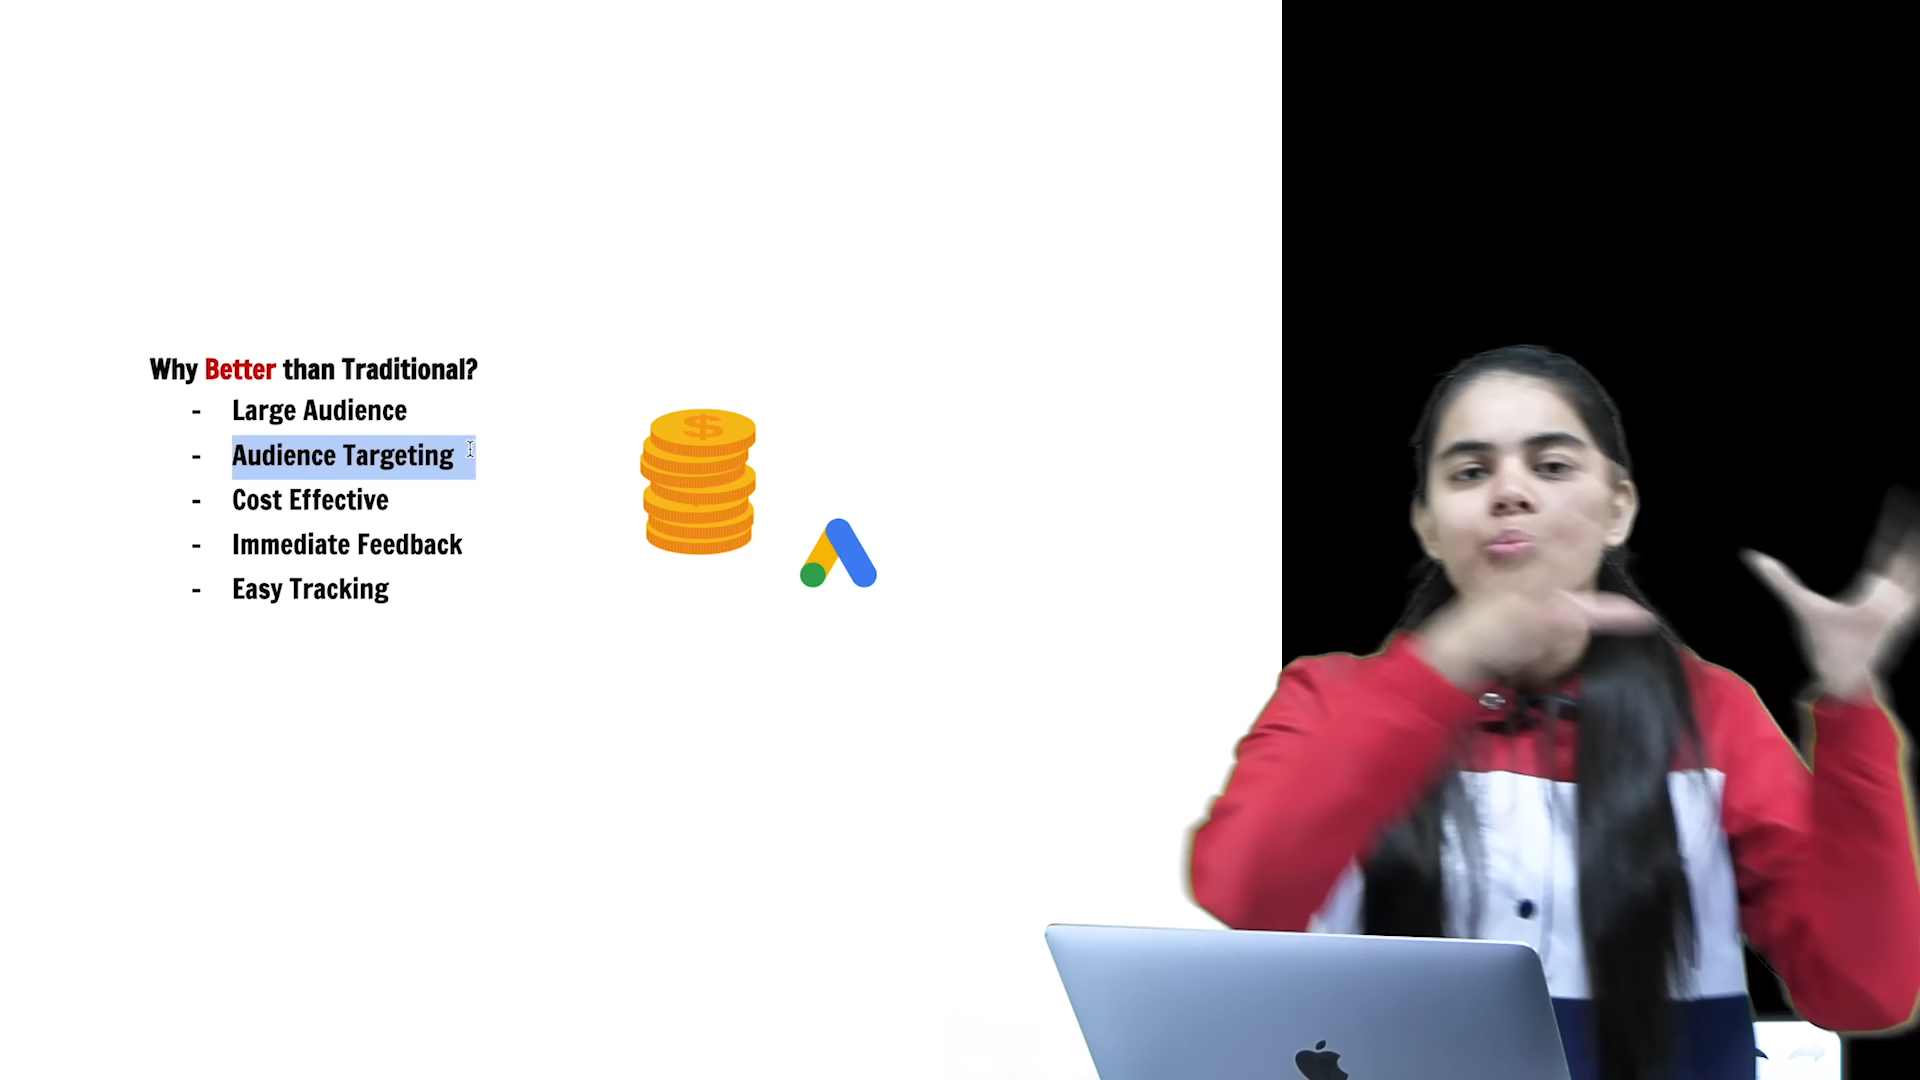 Why Better than Traditional?
- Large Audience
- Audience Targeting
- Cost Effective
- Immediate Feedback
- Easy Tracking
$